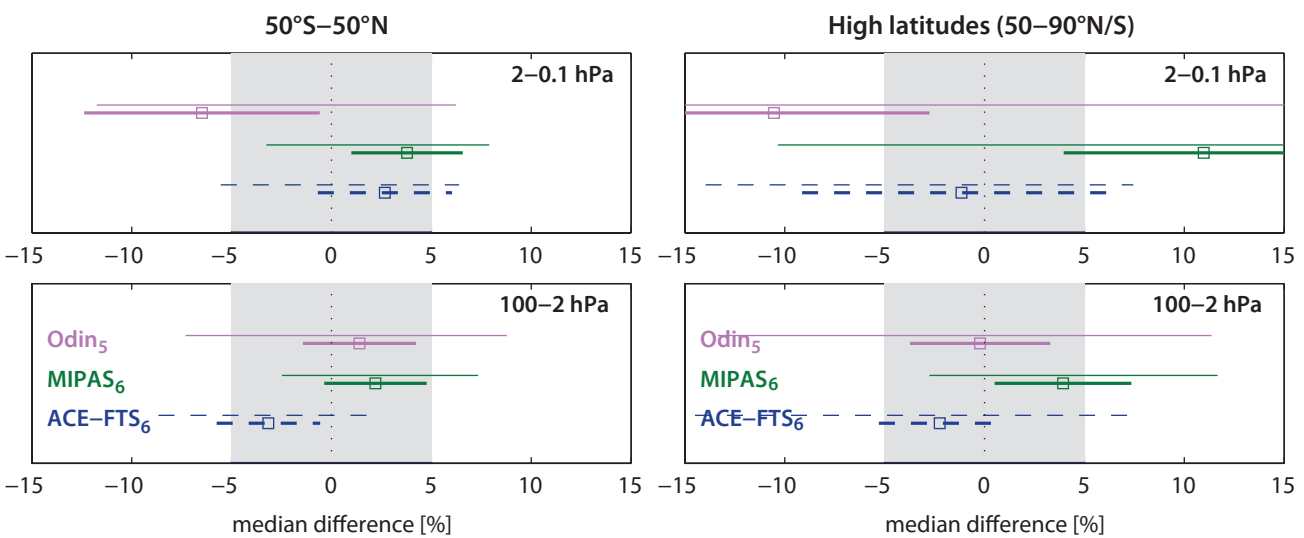 50°S–50°N
High latitudes (50–90°N/S)
2–0.1 hPa
2–0.1 hPa
−15 −10 −5 0 5 10 15
−15 −10 −5 0 5 10 15
100–2 hPa
100–2 hPa
Odin5
Odin5
MIPAS6
MIPAS6
ACE–FTS6
ACE–FTS6
−15 −10 −5 0 5 10 15
−15 −10 −5 0 5 10 15
median difference [%]
median difference [%]